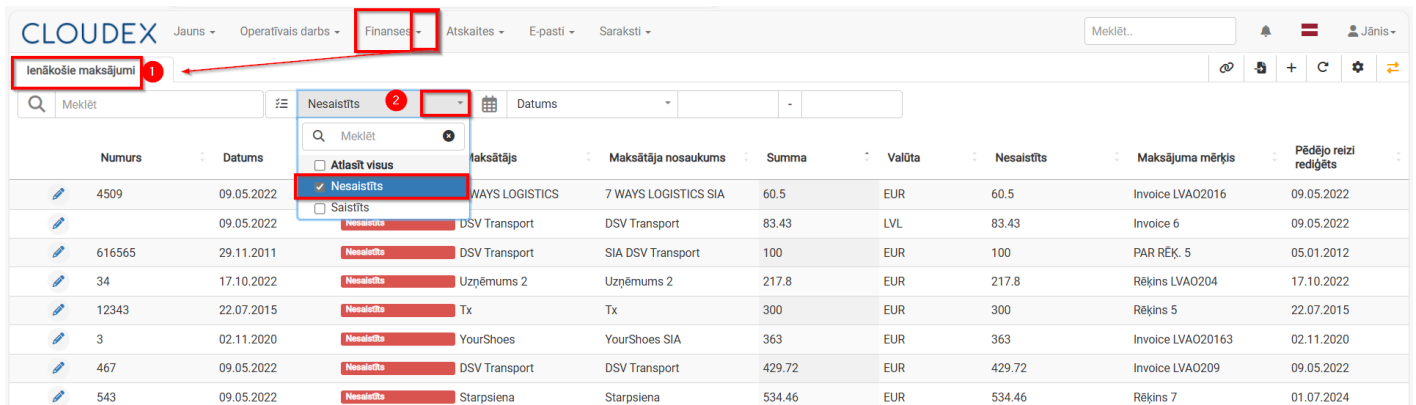 CLOUDEX Jauns Operatīvais darbs Finanses Atskaites E-pasti Saraksti Meklēt.. Jānis
Ienākošie maksājumi 1
Meklēt Nesaistīts 2 Datums -
Meklēt
Numurs Datums Maksātājs Maksātāja nosaukums Summa Valūta Nesaistīts Maksājuma mērķis Pēdējo reizi rediģēts
Atlasīt visus
Nesaistīts
Saistīts
4509 09.05.2022 WAYS LOGISTICS 7 WAYS LOGISTICS SIA 60.5 EUR 60.5 Invoice LVAO2016 09.05.2022
09.05.2022 Nesaistīts DSV Transport DSV Transport 83.43 LVL 83.43 Invoice 6 09.05.2022
616565 29.11.2011 Nesaistīts DSV Transport SIA DSV Transport 100 EUR 100 PAR RĒĶ. 5 05.01.2012
34 17.10.2022 Nesaistīts Uzņēmums 2 Uzņēmums 2 217.8 EUR 217.8 Rēķins LVAO204 17.10.2022
12343 22.07.2015 Nesaistīts Tx Tx 300 EUR 300 Rēķins 5 22.07.2015
3 02.11.2020 Nesaistīts YourShoes YourShoes SIA 363 EUR 363 Invoice LVAO20163 02.11.2020
467 09.05.2022 Nesaistīts DSV Transport DSV Transport 429.72 EUR 429.72 Invoice LVAO209 09.05.2022
543 09.05.2022 Nesaistīts Starpsiena Starpsiena 534.46 EUR 534.46 Rēķins 7 01.07.2024